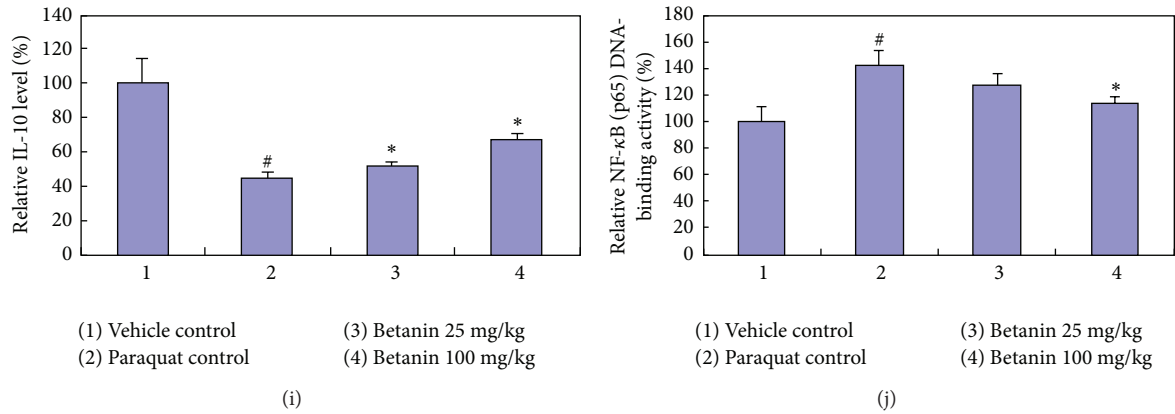 Relative IL-10 level (%)
140
120
100
80
60
40
20
0
#
*
*
1
2
3
4
(1) Vehicle control
(2) Paraquat control
(3) Betanin 25 mg/kg
(4) Betanin 100 mg/kg
(i)
Relative NF-κB (p65) DNA-
binding activity (%)
180
160
140
120
100
80
60
40
20
0
#
*
1
2
3
4
(1) Vehicle control
(2) Paraquat control
(3) Betanin 25 mg/kg
(4) Betanin 100 mg/kg
(j)